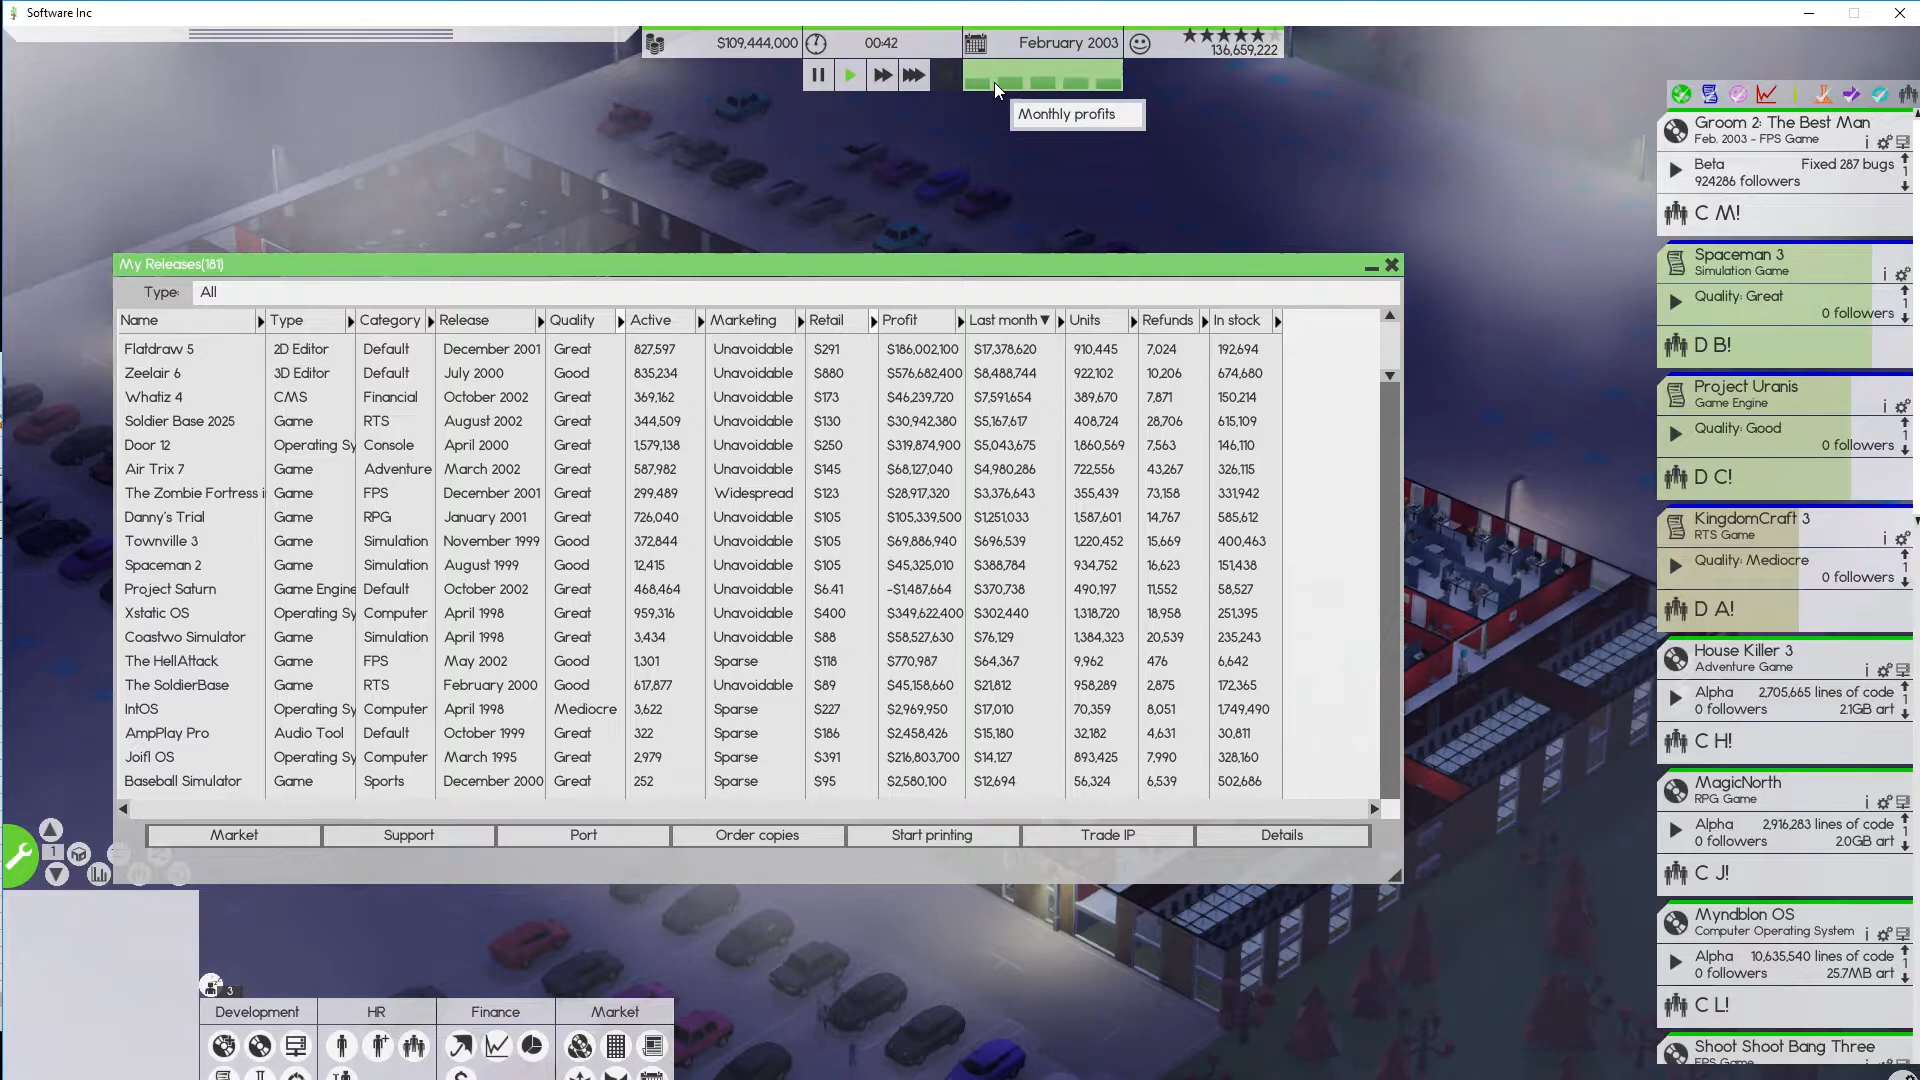 Software Inc
$109,444,000
00:42
February 2003
136,659,222
Monthly profits
My Releases(181)
Type: All
Name Type Category Release Quality Active Marketing Retail Profit Last month Units Refunds In stock
Flatdraw 5 2D Editor Default December 2001 Great 827,597 Unavoidable $291 $186,002,100 $17,378,620 910,445 7,024 192,694
Zeelair 6 3D Editor Default July 2000 Good 835,234 Unavoidable $880 $576,682,400 $8,488,744 922,102 10,206 674,680
Whatiz 4 CMS Financial October 2002 Great 369,162 Unavoidable $173 $46,239,720 $7,591,654 389,670 7,871 150,214
Soldier Base 2025 Game RTS August 2002 Great 344,509 Unavoidable $130 $30,942,380 $5,167,617 408,724 28,706 615,109
Door 12 Operating Sy Console April 2000 Great 1,579,138 Unavoidable $250 $319,874,900 $5,043,675 1,860,569 7,563 146,110
Air Trix 7 Game Adventure March 2002 Great 587,982 Unavoidable $145 $68,127,040 $4,980,286 722,556 43,267 326,115
The Zombie Fortress i Game FPS December 2001 Great 299,489 Widespread $123 $28,917,320 $3,376,643 355,439 73,158 331,942
Danny's Trial Game RPG January 2001 Great 726,040 Unavoidable $105 $105,339,500 $1,251,033 1,587,601 14,767 585,612
Townville 3 Game Simulation November 1999 Good 372,844 Unavoidable $105 $69,886,940 $696,539 1,220,452 15,669 400,463
Spaceman 2 Game Simulation August 1999 Good 12,415 Unavoidable $105 $45,325,010 $388,784 934,752 16,623 151,438
Project Saturn Game Engine Default October 2002 Great 468,464 Unavoidable $6.41 -$1,487,664 $370,738 490,197 11,552 58,527
Xstatic OS Operating Sy Computer April 1998 Great 959,316 Unavoidable $400 $349,622,400 $302,440 1,318,720 18,958 251,395
Coastwo Simulator Game Simulation April 1998 Great 3,434 Unavoidable $88 $58,527,630 $76,129 1,384,323 20,539 235,243
The HellAttack Game FPS May 2002 Good 1,301 Sparse $118 $770,987 $64,367 9,962 476 6,642
The SoldierBase Game RTS February 2000 Good 617,877 Unavoidable $89 $45,158,660 $21,812 958,289 2,875 172,365
IntOS Operating Sy Computer April 1998 Mediocre 3,622 Sparse $227 $2,969,950 $17,010 70,359 8,051 1,749,490
AmpPlay Pro Audio Tool Default October 1999 Great 322 Sparse $186 $2,458,426 $15,180 32,182 4,631 30,811
Joifl OS Operating Sy Computer March 1995 Great 2,979 Sparse $391 $216,803,700 $14,127 893,425 7,990 328,160
Baseball Simulator Game Sports December 2000 Great 252 Sparse $95 $2,580,100 $12,694 56,324 6,539 502,686
Market Support Port Order copies Start printing Trade IP Details
1
3
Development HR Finance Market
Groom 2: The Best Man
Feb. 2003 - FPS Game i
Beta Fixed 287 bugs
924286 followers 1
C M!
Spaceman 3
Simulation Game i
Quality: Great
0 followers 1
D B!
Project Uranis
Game Engine i
Quality: Good
0 followers 1
D C!
KingdomCraft 3
RTS Game i
Quality: Mediocre
0 followers 1
D A!
House Killer 3
Adventure Game i
Alpha 2,705,665 lines of code
0 followers 2.1GB art 1
C H!
MagicNorth
RPG Game i
Alpha 2,916,283 lines of code
0 followers 2.0GB art 1
C J!
Myndblon OS
Computer Operating System i
Alpha 10,635,540 lines of code
0 followers 25.7MB art 1
C L!
Shoot Shoot Bang Three
FPS Game